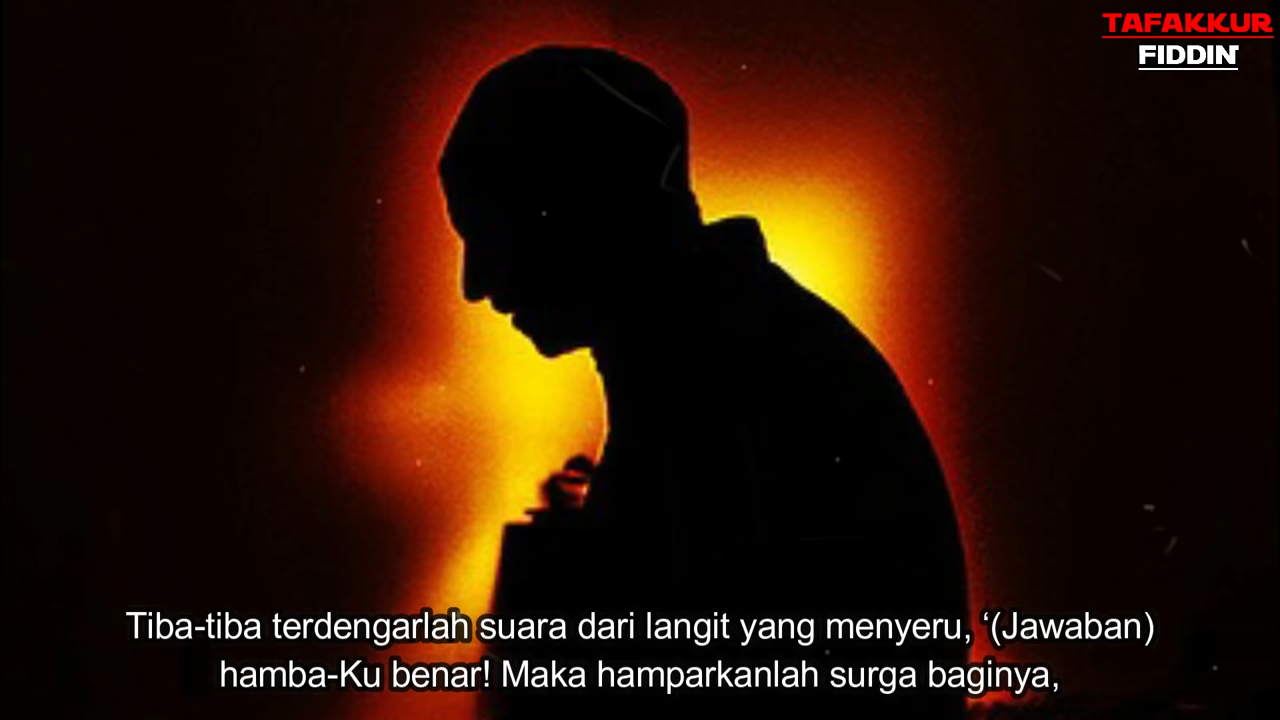 TAFAKKUR
FIDDIN
Tiba-tiba terdengarlah suara dari langit yang menyeru, ‘(Jawaban)
hamba-Ku benar! Maka hamparkanlah surga baginya,